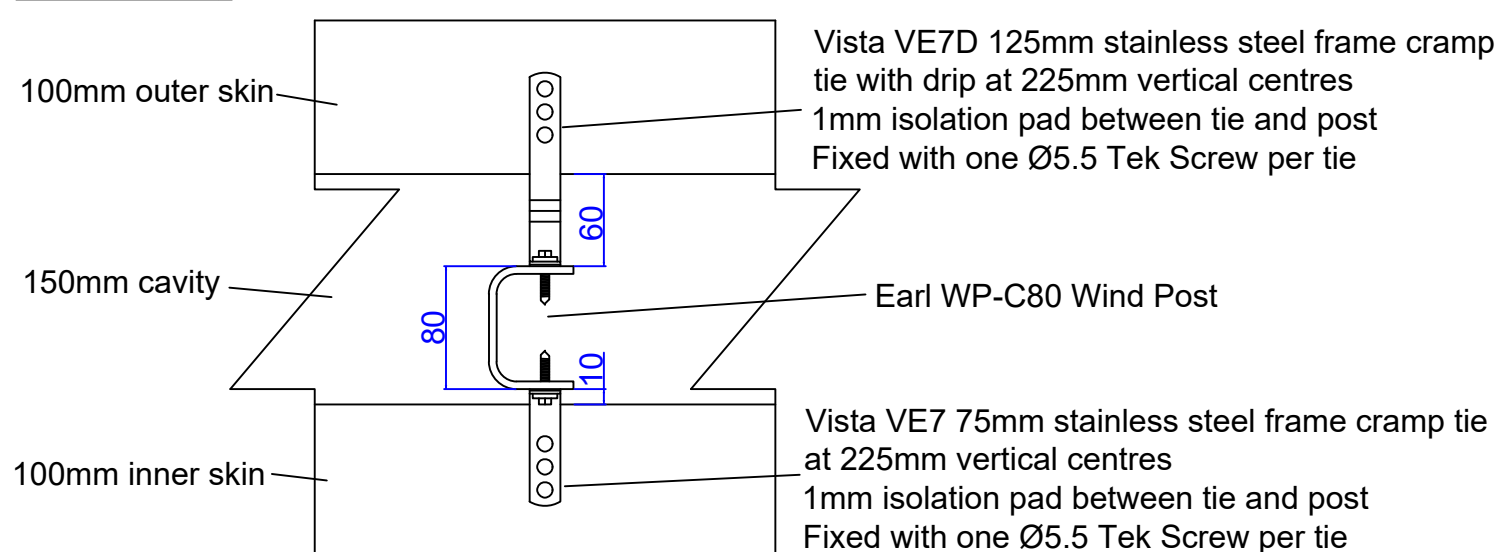 Vista VE7D 125mm stainless steel frame cramp
tie with drip at 225mm vertical centres
1mm isolation pad between tie and post
Fixed with one Ø5.5 Tek Screw per tie
100mm outer skin
60
150mm cavity
Earl WP-C80 Wind Post
80
10
Vista VE7 75mm stainless steel frame cramp tie
at 225mm vertical centres
1mm isolation pad between tie and post
Fixed with one Ø5.5 Tek Screw per tie
100mm inner skin